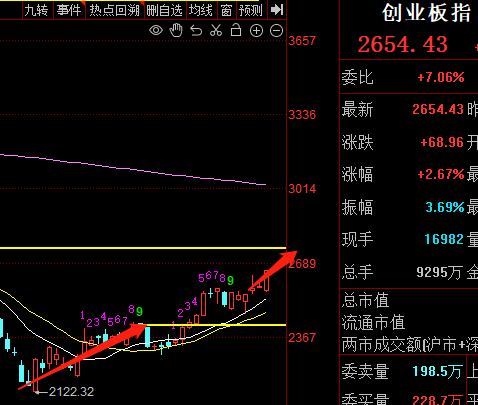 九转 事件 热点回溯 删自选 均线 窗 预测
创业板指
2654.43
委比 +7.06%
最新 2654.43 昨
涨跌 +68.96 开
涨幅 +2.67% 最
振幅 3.69% 最
现手 16982 量
总手 9295万 金
总市值
流通市值
两市成交额(沪市+深
委卖量 198.5万
委买量 228.7万
3657
3336
3014
2689
2367
1 2 3 4 5 6 7 8 9
1 2 3 4 5 6 7 8 9
2122.32